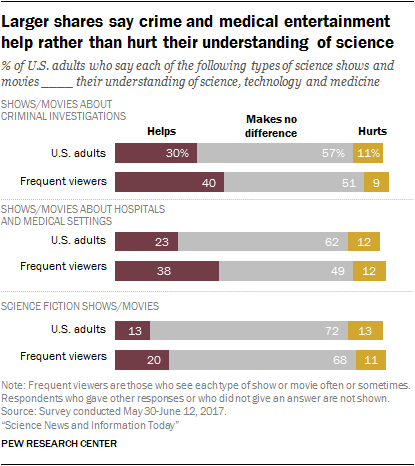 Larger shares say crime and medical entertainment
help rather than hurt their understanding of science
% of U.S. adults who say each of the following types of science shows and
movies ____ their understanding of science, technology and medicine
SHOWS/MOVIES ABOUT
CRIMINAL INVESTIGATIONS
Helps Makes no difference Hurts
U.S. adults 30% 57% 11%
Frequent viewers 40 51 9
SHOWS/MOVIES ABOUT HOSPITALS
AND MEDICAL SETTINGS
U.S. adults 23 62 12
Frequent viewers 38 49 12
SCIENCE FICTION SHOWS/MOVIES
U.S. adults 13 72 13
Frequent viewers 20 68 11
Note: Frequent viewers are those who see each type of show or movie often or sometimes.
Respondents who gave other responses or who did not give an answer are not shown.
Source: Survey conducted May 30-June 12, 2017.
"Science News and Information Today"
PEW RESEARCH CENTER